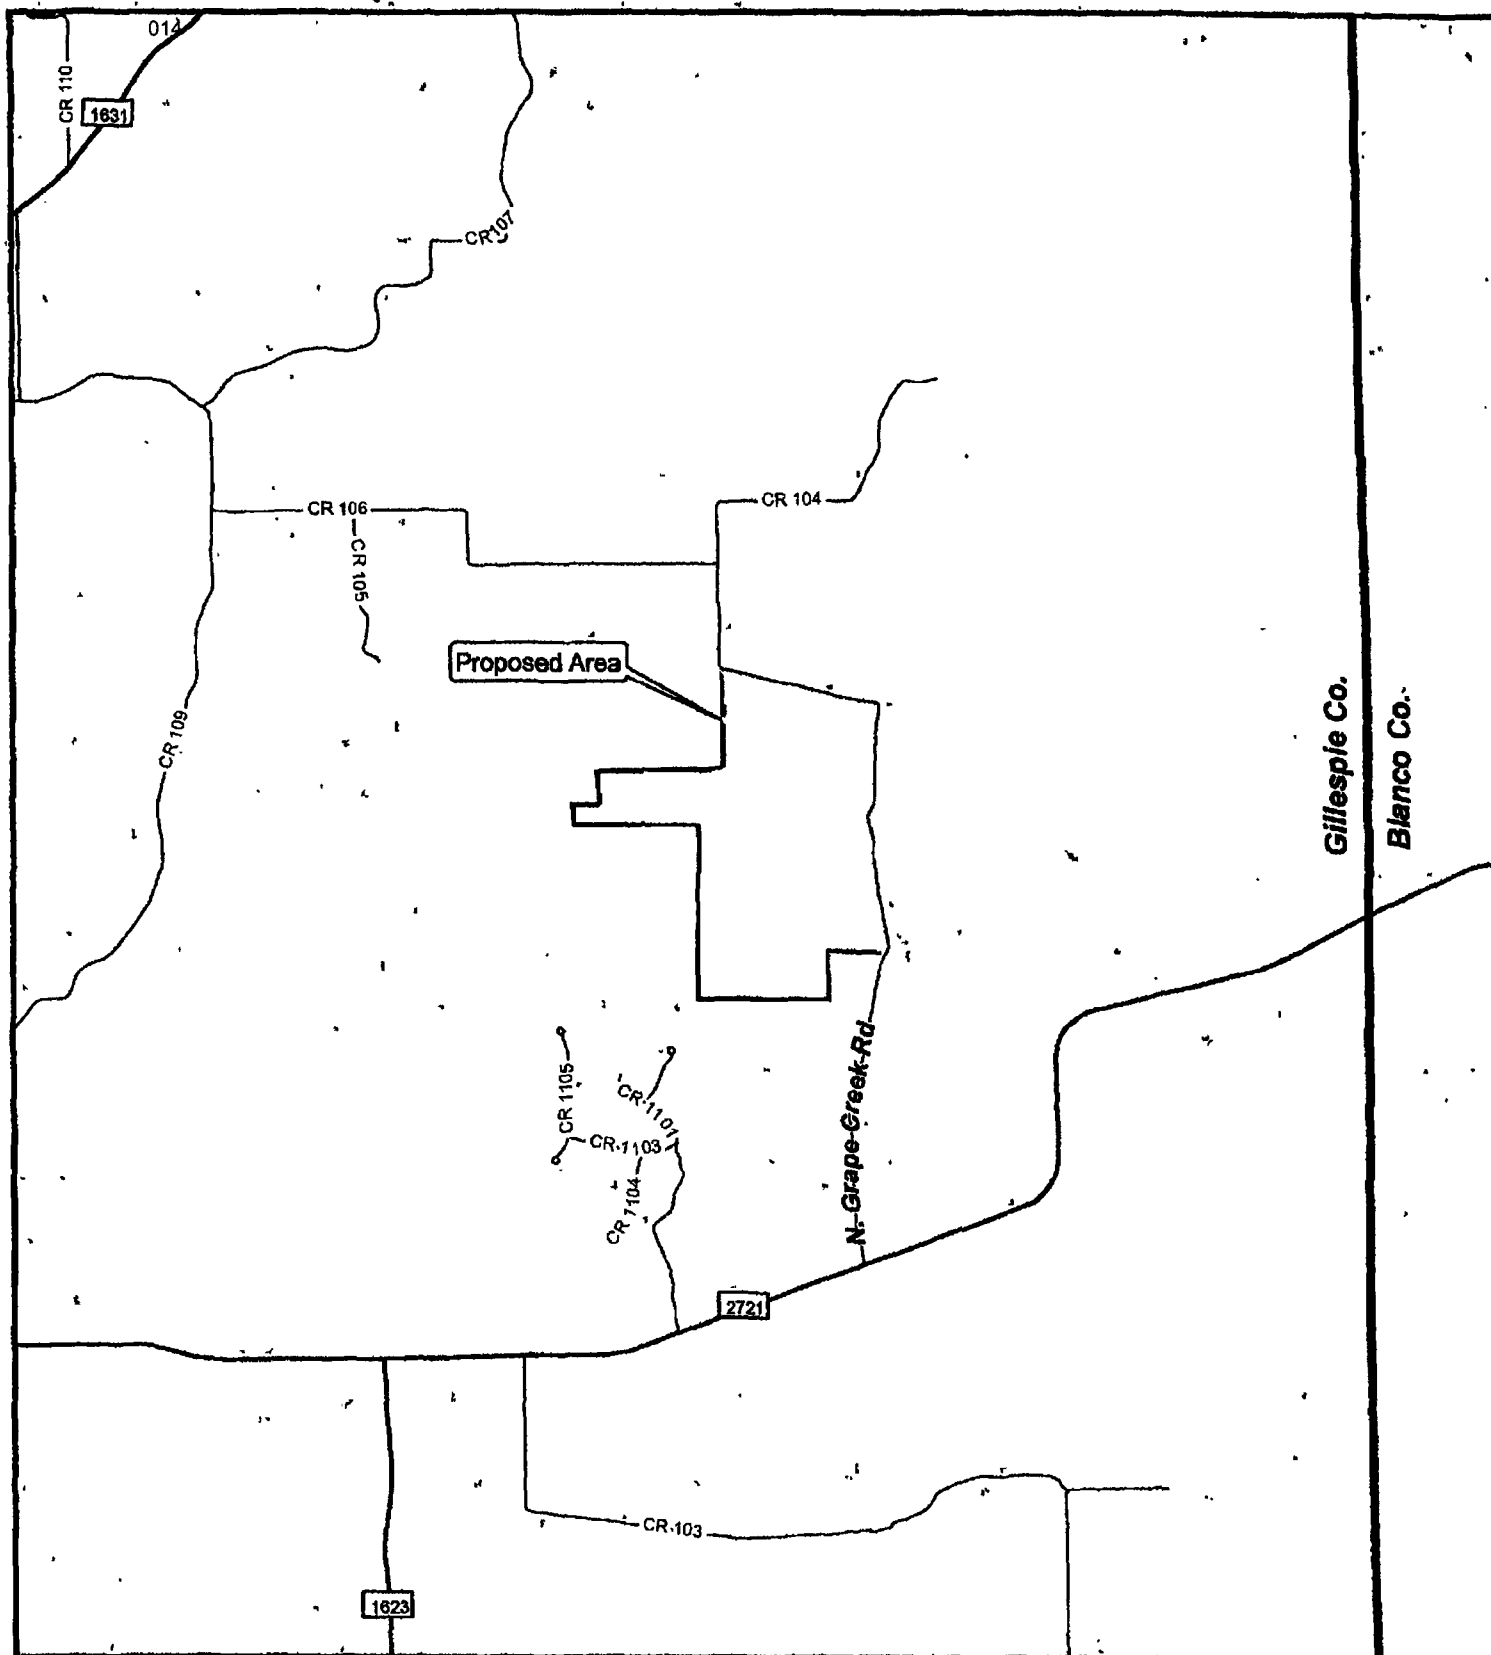 014
CR 110
1631
CR 107
CR 106
CR 104
CR 105
Proposed Area
CR 109
Gillespie Co.
Blanco Co.
N. Grape Creek Rd
CR 1105
CR 1101
CR 1103
CR 1104
2721
CR 103
1623